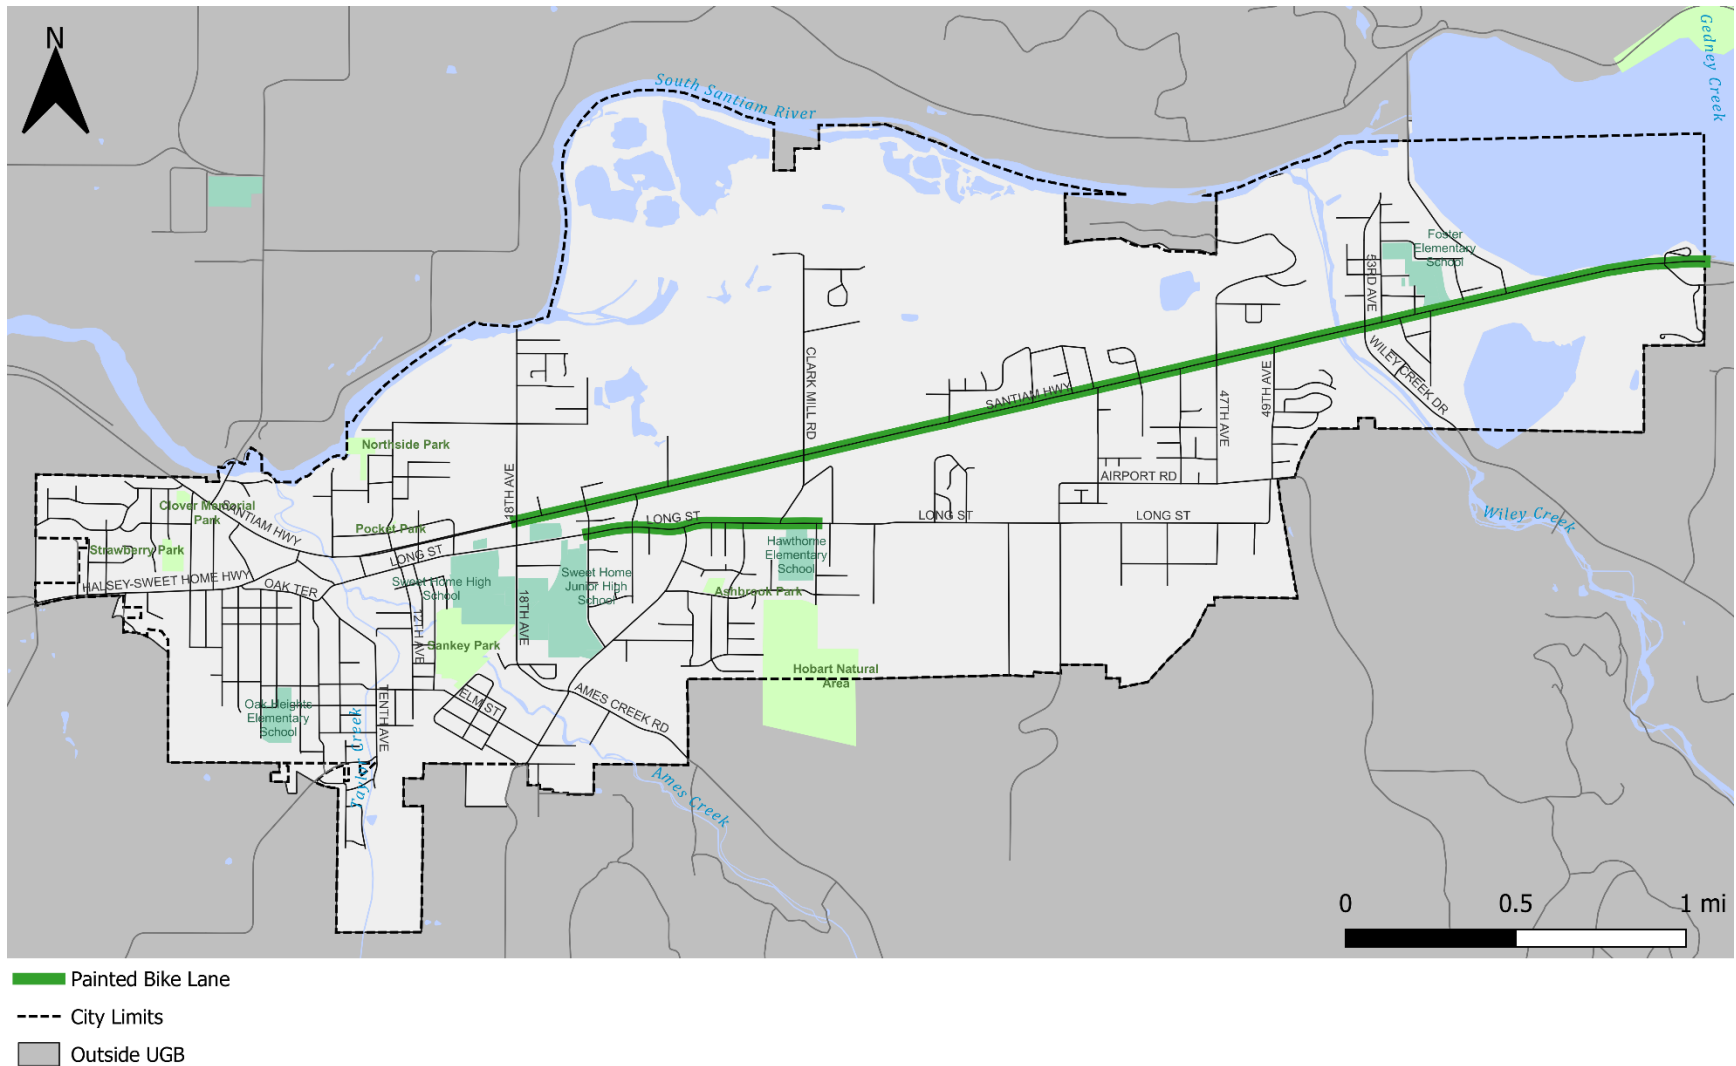 N
South Santiam River
Gedney Creek
Foster
Elementary
School
53RD AVE
WILEY CREEK DR
CLARK MILL RD
SANTIAM HWY
47TH AVE
49TH AVE
Northside Park
18TH AVE
AIRPORT RD
Clover Memorial
Park
SANTIAM HWY
Pocket Park
LONG ST
LONG ST
LONG ST
LONG ST
Wiley Creek
Strawberry Park
HALSEY-SWEET HOME HWY
OAK TER
Sweet Home High
School
Sweet Home
Junior High
School
Hawthorne
Elementary
School
Ashbrook Park
12TH AVE
18TH AVE
Sankey Park
Hobart Natural
Area
ELM ST
AMES CREEK RD
Oak Heights
Elementary
School
TENTH AVE
Taylor Creek
Ames Creek
0 0.5 1 mi
Painted Bike Lane
City Limits
Outside UGB